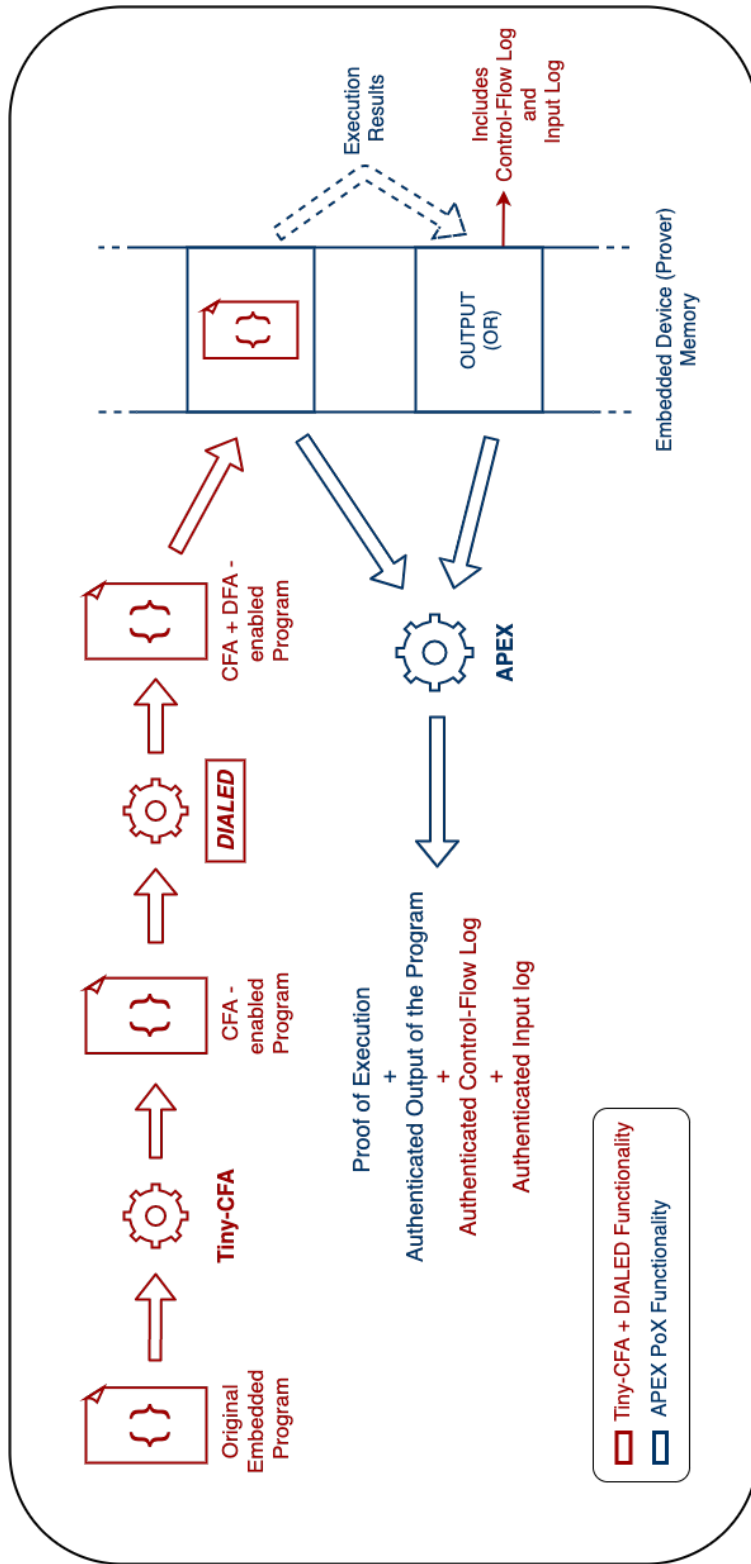 Original
Embedded
Program
Tiny-CFA
CFA -
enabled
Program
DIALED
CFA + DFA -
enabled
Program
Execution
Results
OUTPUT
(OR)
Includes
Control-Flow Log
and
Input Log
Embedded Device (Prover)
Memory
APEX
Proof of Execution
+
Authenticated Output of the Program
+
Authenticated Control-Flow Log
+
Authenticated Input log
Tiny-CFA + DIALED Functionality
APEX PoX Functionality